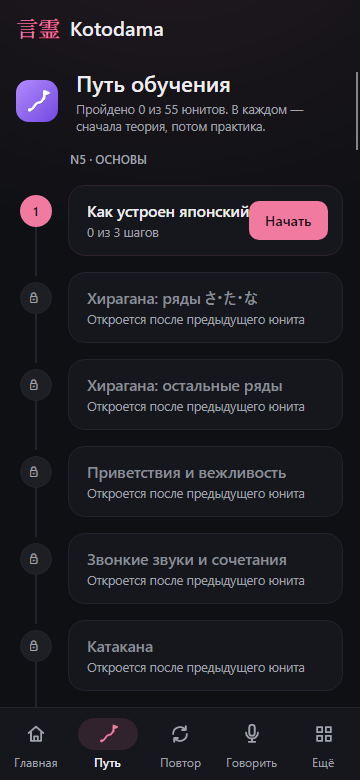 言霊 Kotodama
Путь обучения
Пройдено 0 из 55 юнитов. В каждом —
сначала теория, потом практика.
N5 · ОСНОВЫ
1
Как устроен японский
0 из 3 шагов
Начать
Хирагана: ряды さ·た·な
Откроется после предыдущего юнита
Хирагана: остальные ряды
Откроется после предыдущего юнита
Приветствия и вежливость
Откроется после предыдущего юнита
Звонкие звуки и сочетания
Откроется после предыдущего юнита
Катакана
Откроется после предыдущего юнита
Главная
Путь
Повтор
Говорить
Ещё